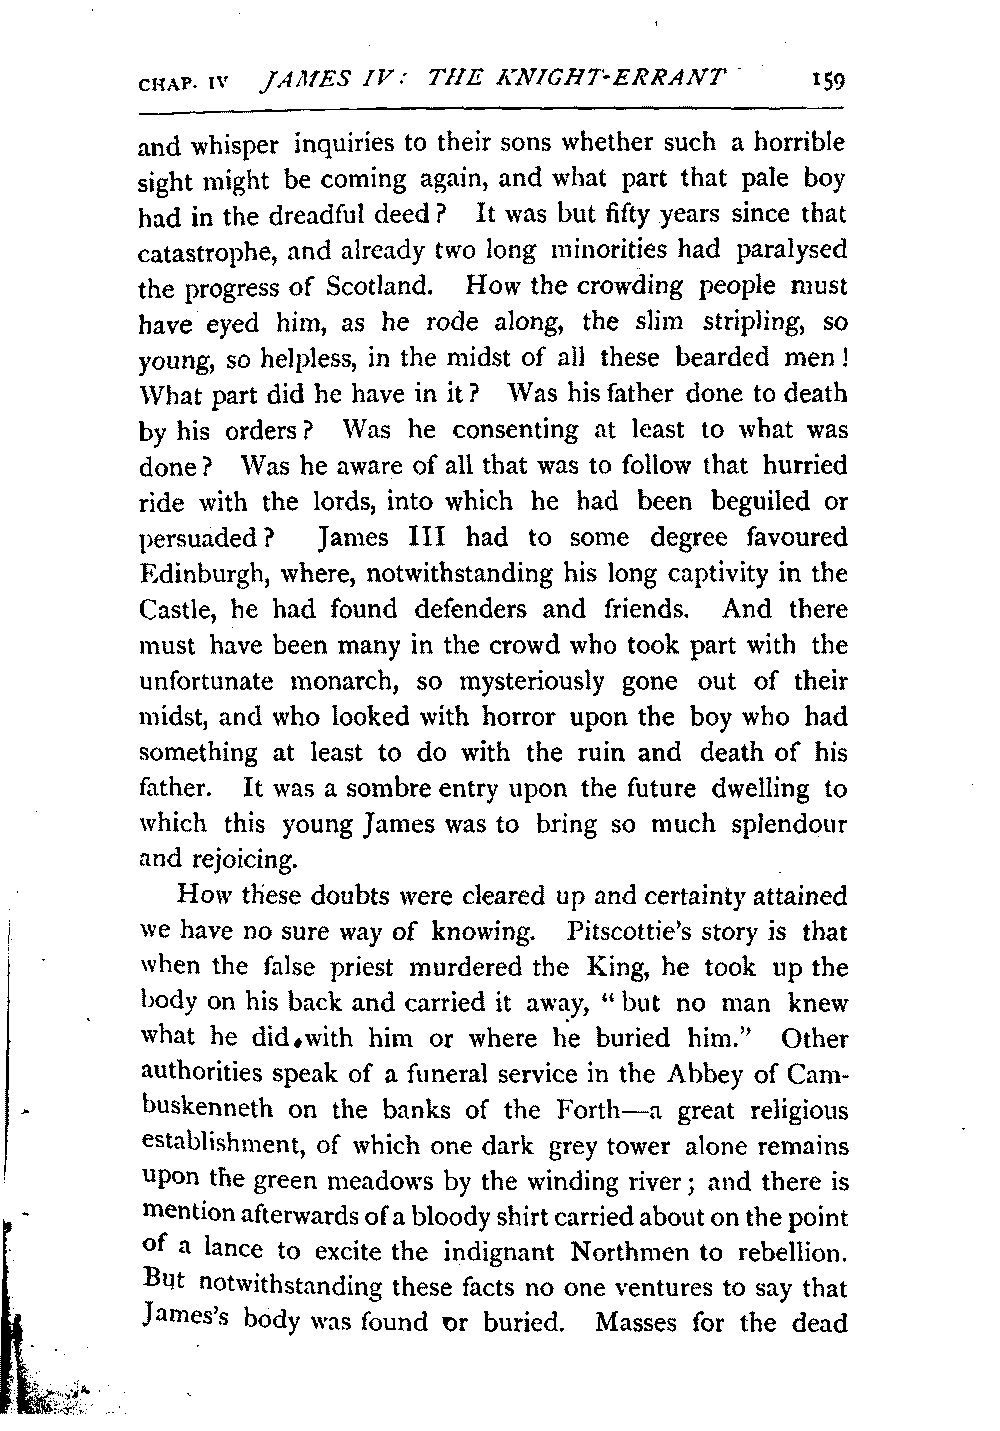 CHAP. IV JAMES IV: THE KNIGHT-ERRANT 159
and whisper inquiries to their sons whether such a horrible
sight might be coming again, and what part that pale boy
had in the dreadful deed? It was but fifty years since that
catastrophe, and already two long minorities had paralysed
the progress of Scotland. How the crowding people must
have eyed him, as he rode along, the slim stripling, so
young, so helpless, in the midst of all these bearded men!
What part did he have in it? Was his father done to death
by his orders? Was he consenting at least to what was
done? Was he aware of all that was to follow that hurried
ride with the lords, into which he had been beguiled or
persuaded? James III had to some degree favoured
Edinburgh, where, notwithstanding his long captivity in the
Castle, he had found defenders and friends. And there
must have been many in the crowd who took part with the
unfortunate monarch, so mysteriously gone out of their
midst, and who looked with horror upon the boy who had
something at least to do with the ruin and death of his
father. It was a sombre entry upon the future dwelling to
which this young James was to bring so much splendour
and rejoicing.
How these doubts were cleared up and certainty attained
we have no sure way of knowing. Pitscottie's story is that
when the false priest murdered the King, he took up the
body on his back and carried it away, "but no man knew
what he did with him or where he buried him." Other
authorities speak of a funeral service in the Abbey of Cam-
buskenneth on the banks of the Forth—a great religious
establishment, of which one dark grey tower alone remains
upon the green meadows by the winding river; and there is
mention afterwards of a bloody shirt carried about on the point
of a lance to excite the indignant Northmen to rebellion.
But notwithstanding these facts no one ventures to say that
James's body was found or buried. Masses for the dead